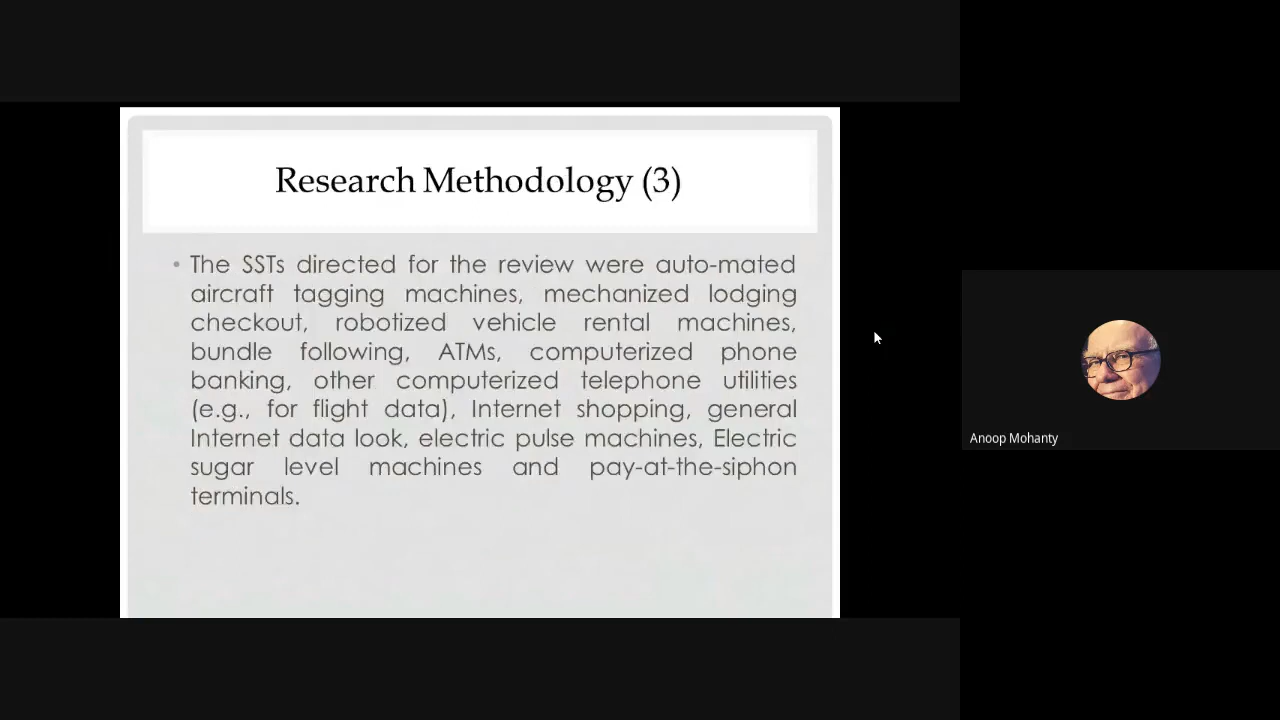 Research Methodology (3)
• The SSTs directed for the review were auto-mated
aircraft tagging machines, mechanized lodging
checkout, robotized vehicle rental machines,
bundle following, ATMs, computerized phone
banking, other computerized telephone utilities
(e.g., for flight data), Internet shopping, general
Internet data look, electric pulse machines, Electric
sugar level machines and pay-at-the-siphon
terminals.
Anoop Mohanty